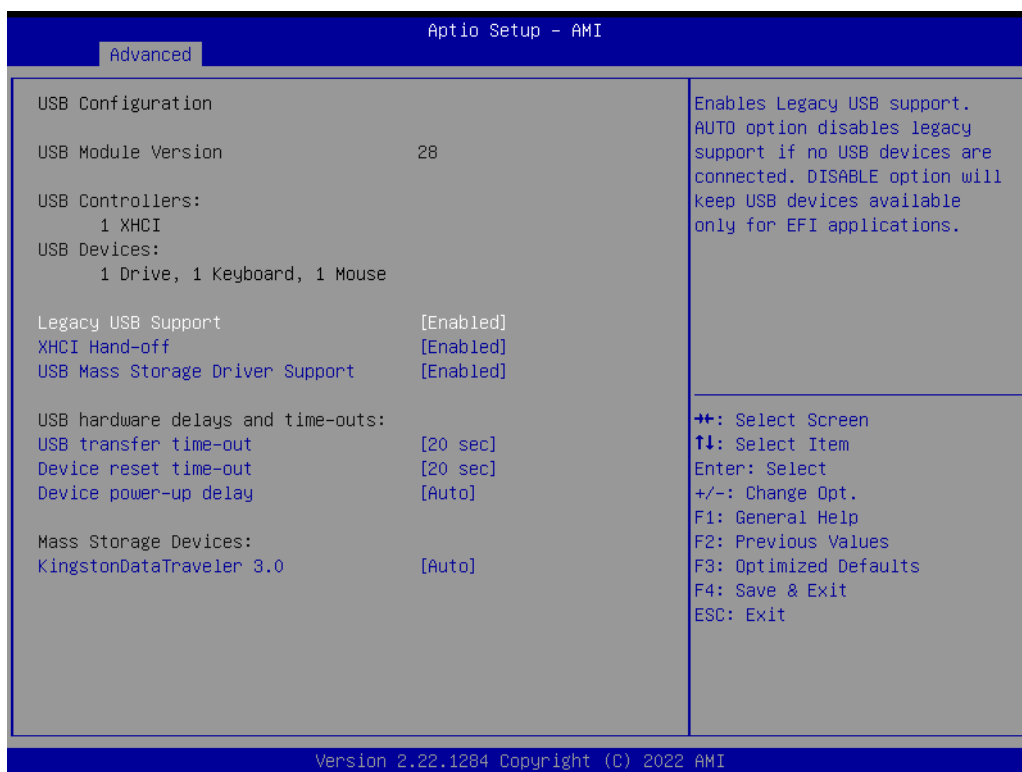 Aptio Setup – AMI
Advanced
USB Configuration
USB Module Version 28
USB Controllers:
1 XHCI
USB Devices:
1 Drive, 1 Keyboard, 1 Mouse
Legacy USB Support [Enabled]
XHCI Hand-off [Enabled]
USB Mass Storage Driver Support [Enabled]
USB hardware delays and time-outs:
USB transfer time-out [20 sec]
Device reset time-out [20 sec]
Device power-up delay [Auto]
Mass Storage Devices:
KingstonDataTraveler 3.0 [Auto]
Enables Legacy USB support.
AUTO option disables legacy
support if no USB devices are
connected. DISABLE option will
keep USB devices available
only for EFI applications.
→←: Select Screen
↑↓: Select Item
Enter: Select
+/-: Change Opt.
F1: General Help
F2: Previous Values
F3: Optimized Defaults
F4: Save & Exit
ESC: Exit
Version 2.22.1284 Copyright (C) 2022 AMI